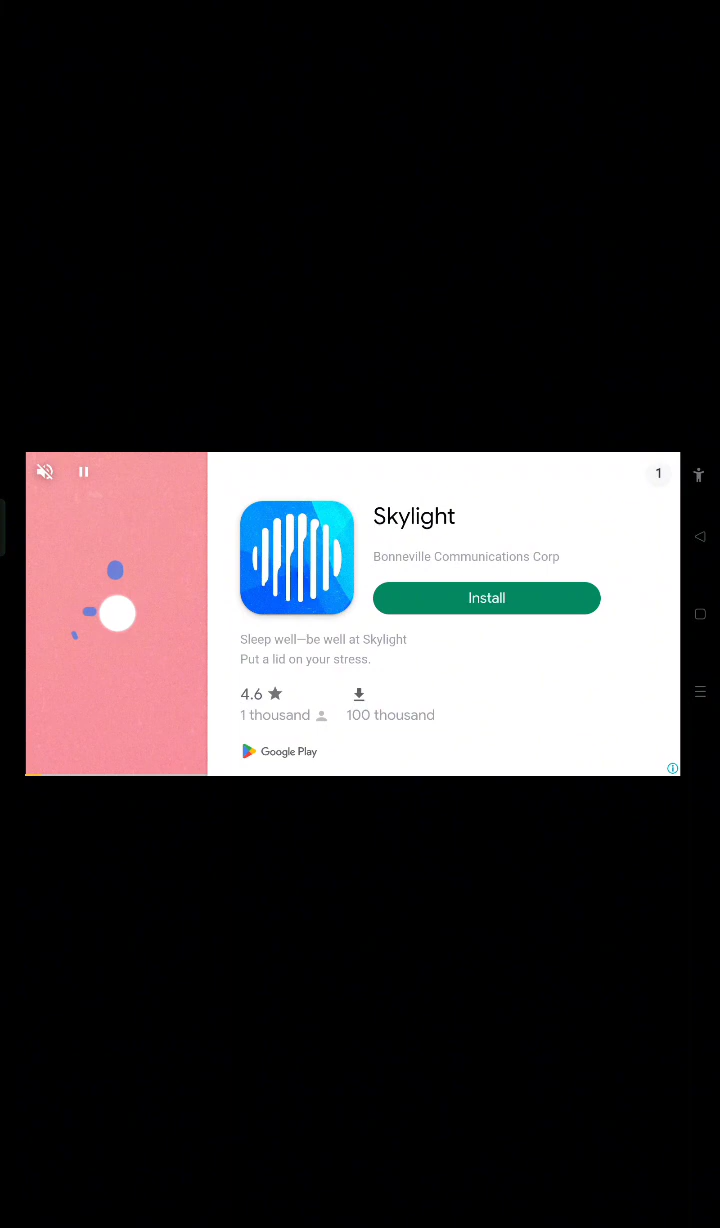 1
Skylight
Bonneville Communications Corp
Install
Sleep well—be well at Skylight
Put a lid on your stress.
4.6
1 thousand
100 thousand
Google Play